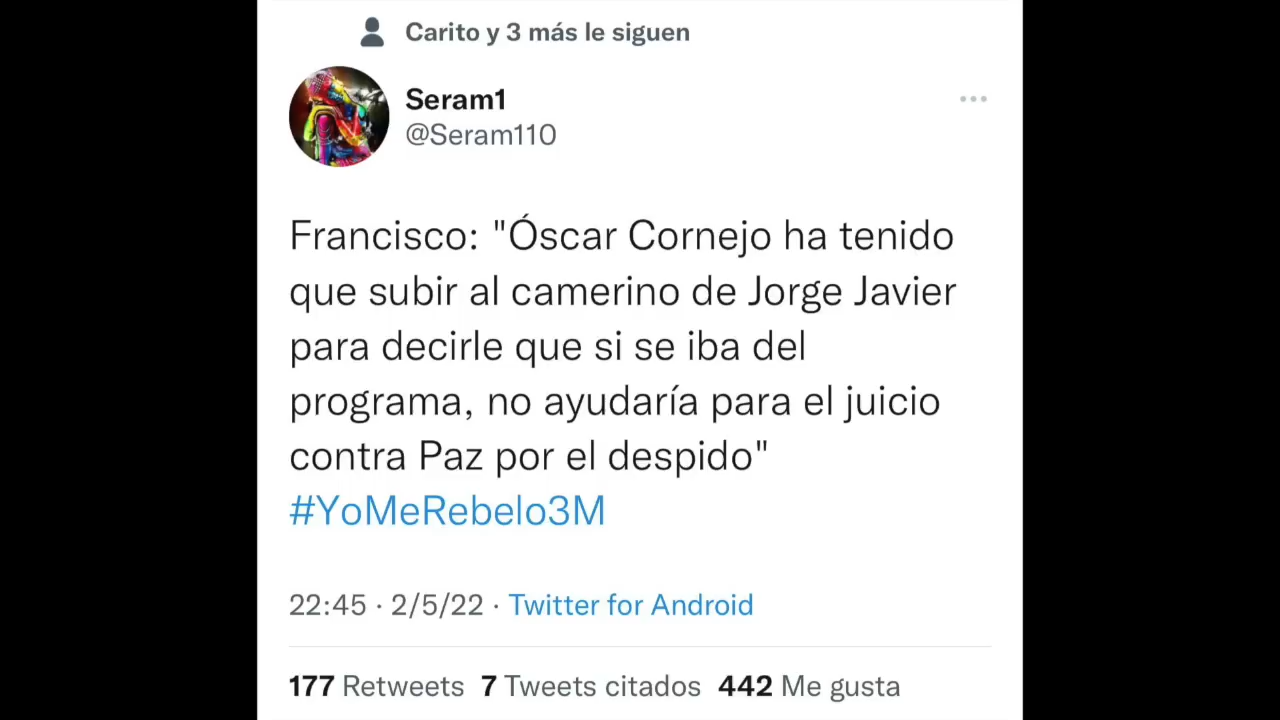 Carito y 3 más le siguen
Seram1
@Seram110
Francisco: "Óscar Cornejo ha tenido
que subir al camerino de Jorge Javier
para decirle que si se iba del
programa, no ayudaría para el juicio
contra Paz por el despido"
#YoMeRebelo3M
22:45 · 2/5/22 · Twitter for Android
177 Retweets 7 Tweets citados 442 Me gusta